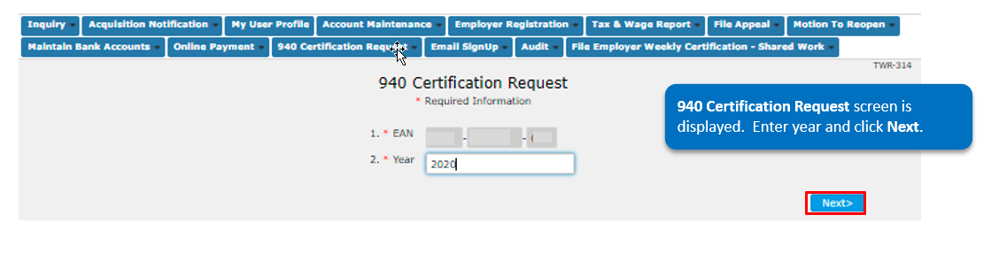 Inquiry Acquisition Notification My User Profile Account Maintenance Employer Registration Tax & Wage Report File Appeal Motion To Reopen
Maintain Bank Accounts Online Payment 940 Certification Request Email SignUp Audit File Employer Weekly Certification - Shared Work
TWR-314
940 Certification Request
* Required Information
940 Certification Request screen is
displayed. Enter year and click Next.
1. * EAN - -
2. * Year 2020
Next>